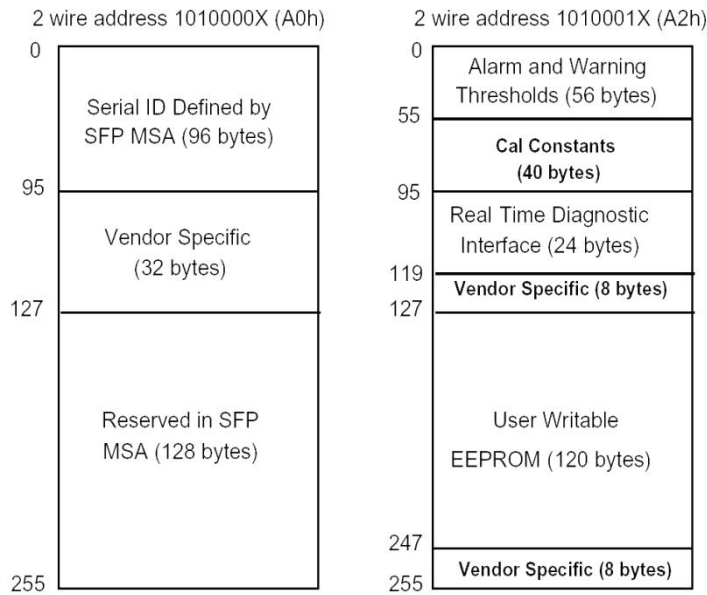 2 wire address 1010000X (A0h)
0
Serial ID Defined by
SFP MSA (96 bytes)
95
Vendor Specific
(32 bytes)
127
Reserved in SFP
MSA (128 bytes)
255
2 wire address 1010001X (A2h)
0
Alarm and Warning
Thresholds (56 bytes)
55
Cal Constants
(40 bytes)
95
Real Time Diagnostic
Interface (24 bytes)
119
Vendor Specific (8 bytes)
127
User Writable
EEPROM (120 bytes)
247
Vendor Specific (8 bytes)
255